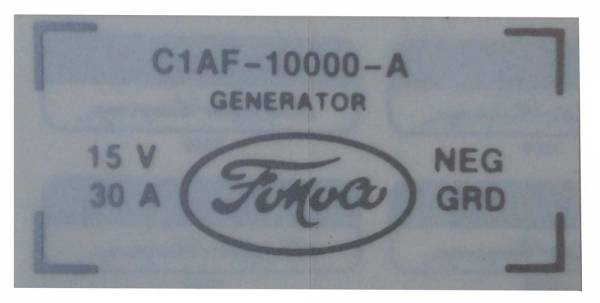 C1AF-10000-A
GENERATOR
15 V
30 A
FoMoCo
NEG
GRD